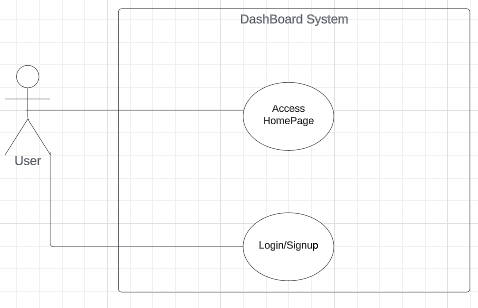 DashBoard System
Access
HomePage
User
Login/Signup